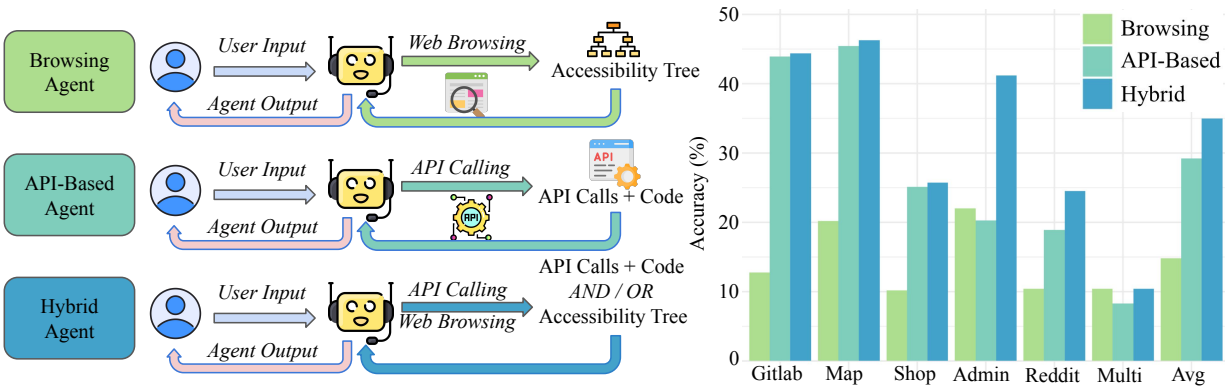 Browsing
Agent
User Input
Agent Output
Web Browsing
Accessibility Tree
API-Based
Agent
User Input
Agent Output
API Calling
API
API
API Calls + Code
Hybrid
Agent
User Input
Agent Output
API Calling
Web Browsing
API Calls + Code
AND / OR
Accessibility Tree
Accuracy (%)
50
40
30
20
10
0
Browsing
API-Based
Hybrid
Gitlab Map Shop Admin Reddit Multi Avg